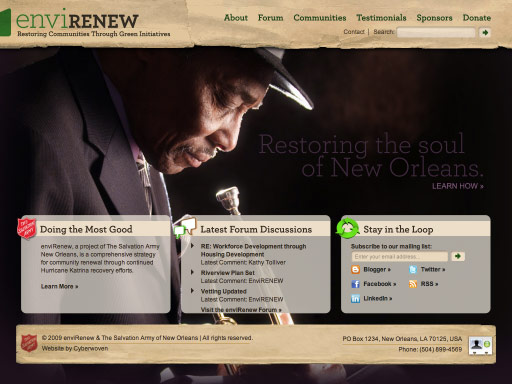 enviRENEW
Restoring Communities Through Green Initiatives
About Forum Communities Testimonials Sponsors Donate
Contact | Search:
Restoring the soul
of New Orleans.
LEARN HOW »
Doing the Most Good
enviRenew, a project of The Salvation Army
New Orleans, is a comprehensive strategy
for community renewal through continued
Hurricane Katrina recovery efforts.
Learn More »
Latest Forum Discussions
RE: Workforce Development through
Housing Development
Latest Comment: Kathy Tolliver
Riverview Plan Set
Latest Comment: EnviRENEW
Vetting Updated
Latest Comment: EnviRENEW
Visit the enviRenew Forum »
Stay in the Loop
Subscribe to our mailing list:
Enter your email address...
Blogger » Twitter »
Facebook » RSS »
LinkedIn »
© 2009 enviRenew & The Salvation Army of New Orleans | All rights reserved.
Website by Cyberwoven
PO Box 1234, New Orleans, LA 70125, USA
Phone: (504) 899-4569